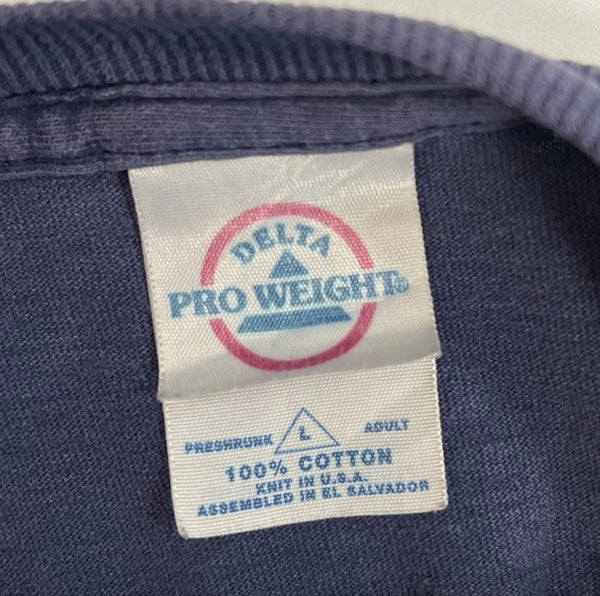 DELTA
PRO WEIGHT®
PRESHRUNK L ADULT
100% COTTON
KNIT IN U.S.A.
ASSEMBLED IN EL SALVADOR